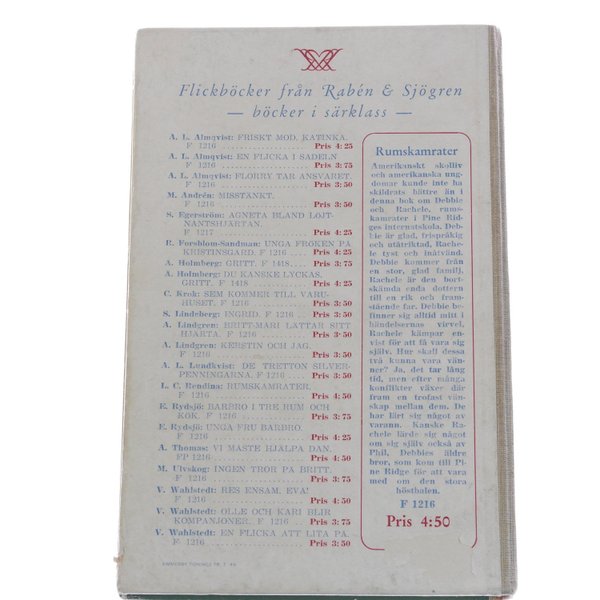 Flickböcker från Rabén & Sjögren
— böcker i särklass —
A. L. Almqvist: FRISKT MOD, KATINKA.
F 1216 .......... Pris 4:25
A. L. Almqvist: EN FLICKA I SADELN
F 1216 .......... Pris 3:75
A. L. Almqvist: FLORRY TAR ANSVARET.
F 1216 .......... Pris 3:50
M. Andrén: MISSTÄNKT.
F 1216 .......... Pris 3:50
S. Egerström: AGNETA BLAND LÖJT-
NANTSHJÄRTAN.
F. 1217 .......... Pris 4:25
R. Forsblom-Sandman: UNGA FRÖKEN PÅ
KRISTINSGÅRD. F 1216 .... Pris 4:25
A. Holmberg: GRITT. F 1418 .... Pris 3:75
A. Holmberg: DU KANSKE LYCKAS,
GRITT. F 1418 .......... Pris 4:25
C. Krok: SEM KOMMER TILL VARU-
HUSET. F 1216 .......... Pris 3:50
S. Lindeberg: INGRID. F 1216 .. Pris 3:50
A. Lindgren: BRITT-MARI LÄTTAR SITT
HJÄRTA. F 1216 .......... Pris 3:50
A. Lindgren: KERSTIN OCH JAG.
F 1216 .......... Pris 3:50
A. L. Lundkvist: DE TRETTON SILVER-
PENNINGARNA. F 1216 .... Pris 3:50
L. C. Rendina: RUMSKAMRATER.
F 1216 .......... Pris 4:50
E. Rydsjö: BARBRO I TRE RUM OCH
KÖK. F 1216 .......... Pris 3:75
E. Rydsjö: UNGA FRU BARBRO.
F 1216 .......... Pris 4:25
A. Thomas: VI MÅSTE HJÄLPA DAN.
FP 1216 .......... Pris 4:50
M. Utvskog: INGEN TROR PÅ BRITT.
F 1216 .......... Pris 3:75
V. Wahlstedt: RES ENSAM, EVA!
F 1216 .......... Pris 4:50
V. Wahlstedt: OLLE OCH KARI BLIR
KOMPANJONER. F 1216 .... Pris 3:75
V. Wahlstedt: EN FLICKA ATT LITA PÅ.
F 1216 .......... Pris 3:50
Rumskamrater
Amerikanskt skolliv
och amerikanska ung-
domar kunde inte ha
skildrats bättre än i
denna bok om Debbie
och Rachele, rums-
kamrater i Pine Rid-
ges internatskola. Deb-
bie är glad, frispråkig
och utåtriktad, Rache-
le tyst och inåtvänd.
Debbie kommer från
en stor, glad familj,
Rachele är den bort-
skämda enda dottern
till en rik och fram-
stående far. Debbie be-
finner sig alltid mitt i
händelsernas virvel,
Rachele kämpar en-
vist för att få vara sig
själv. Hur skall dessa
två kunna vara vän-
ner? Ja, det tar lång
tid, men efter många
konflikter växer där
fram en trofast vän-
skap mellan dem. De
har lärt sig något av
varann. Kanske Ra-
chele lärde sig något
om sig själv också av
Phil, Debbies äldre
bror, som kom till Pi-
ne Ridge för att vara
med om den stora
höstbalen.
F 1216
Pris 4:50